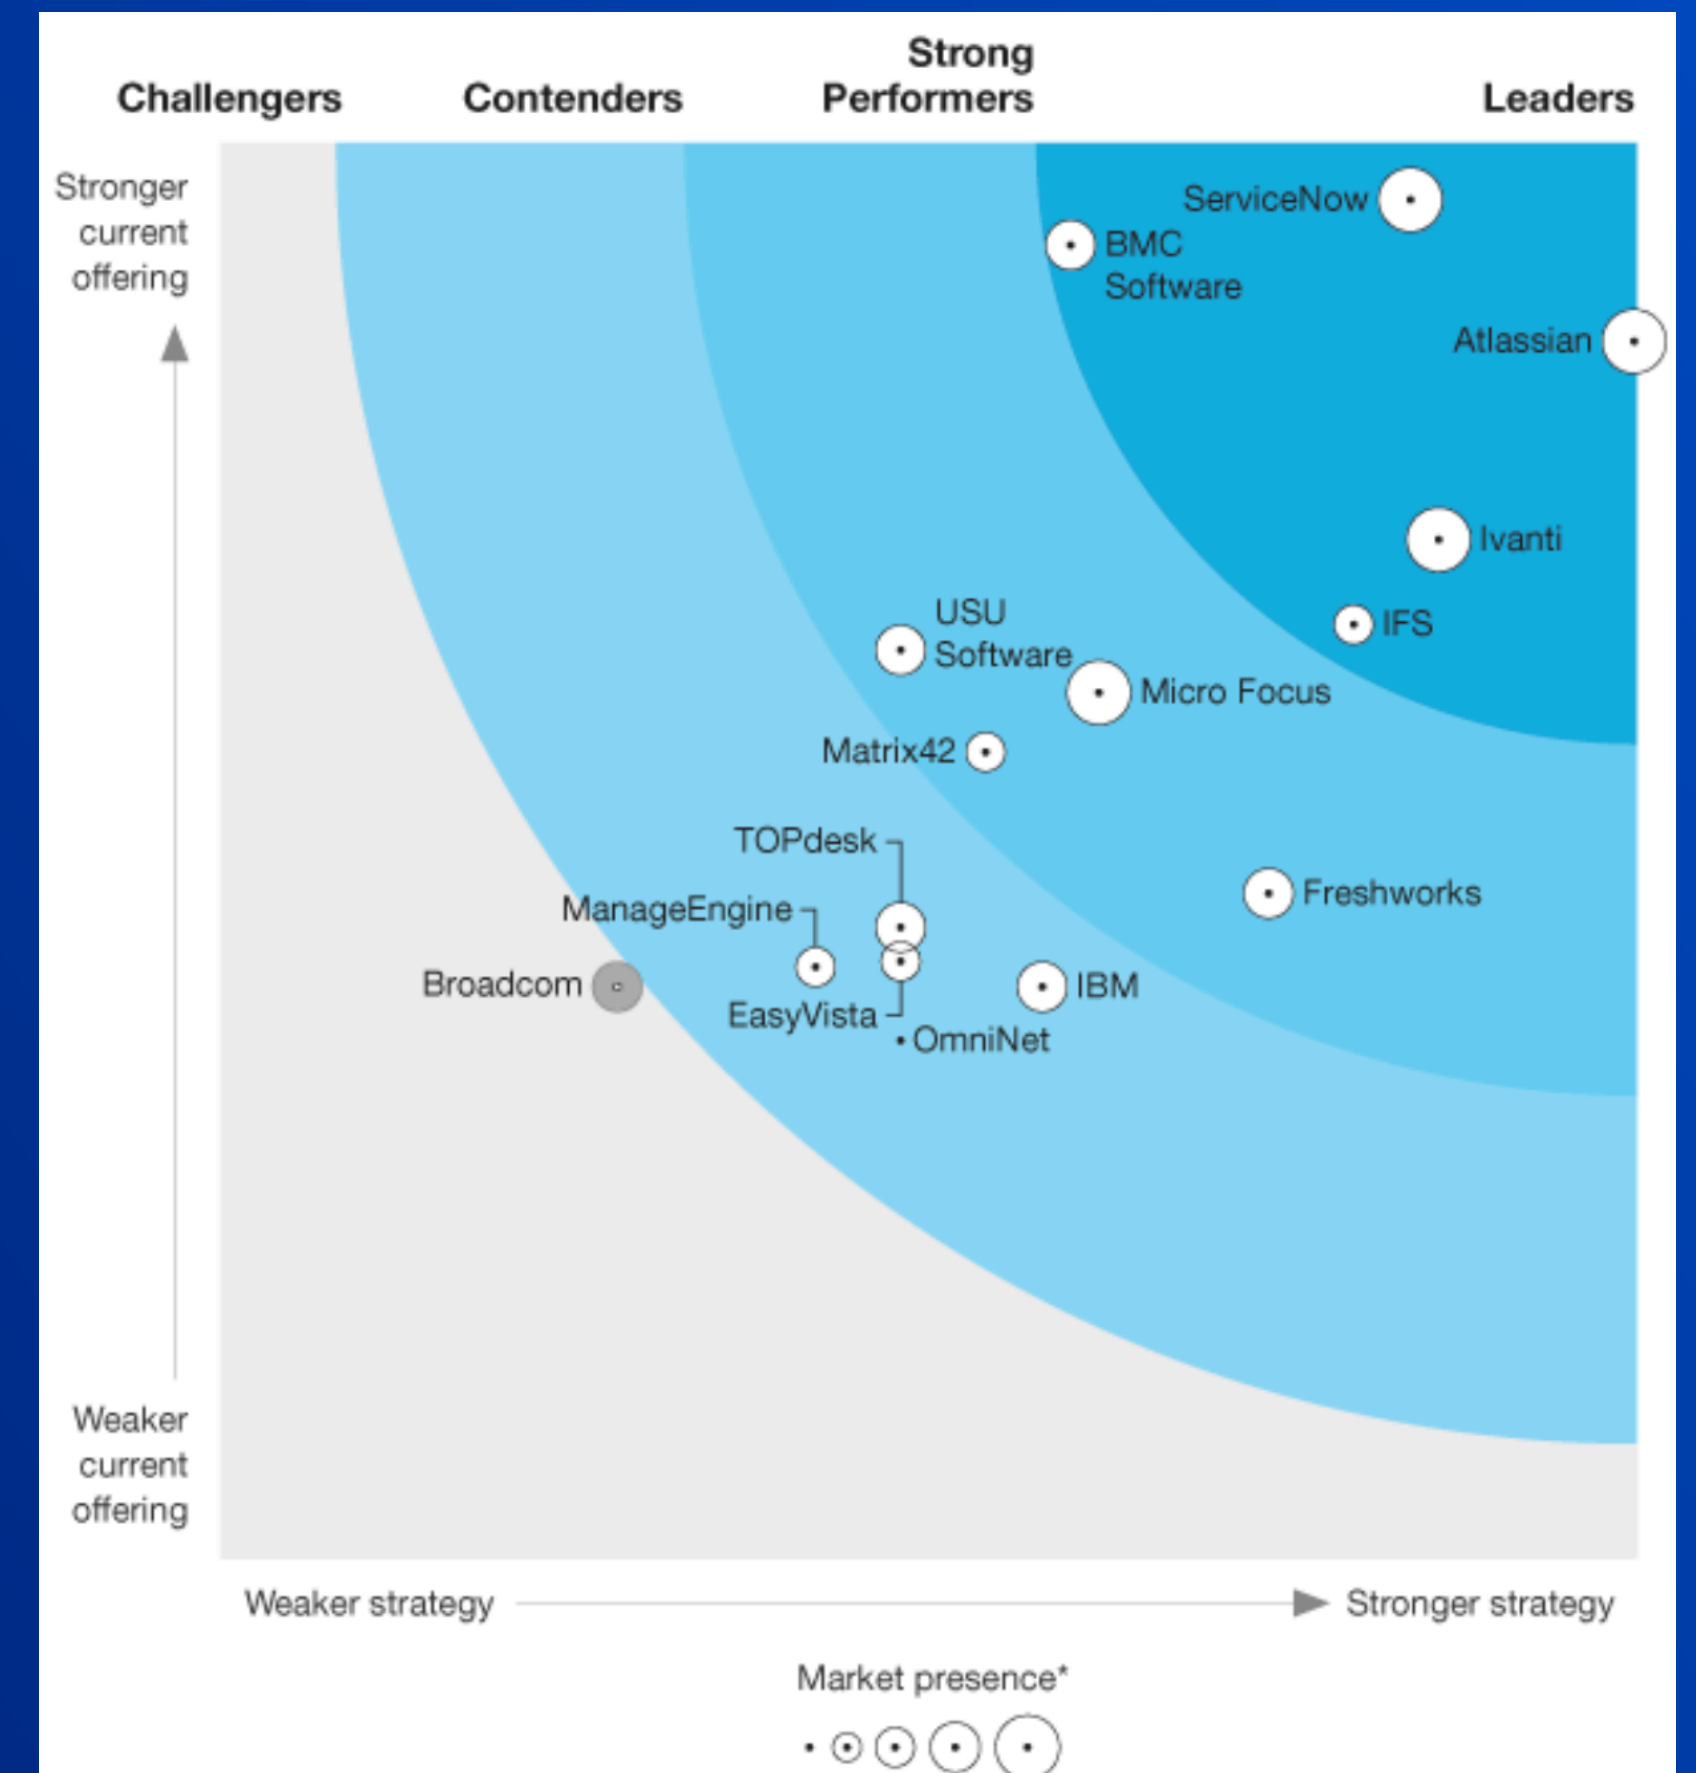 Strong
Challengers Contenders Performers Leaders
Stronger
current
offering
ServiceNow
BMC
Software
Atlassian
Ivanti
USU
Software
IFS
Micro Focus
Matrix42
TOPdesk
ManageEngine
Freshworks
Broadcom
IBM
EasyVista
OmniNet
Weaker
current
offering
Weaker strategy Stronger strategy
Market presence*